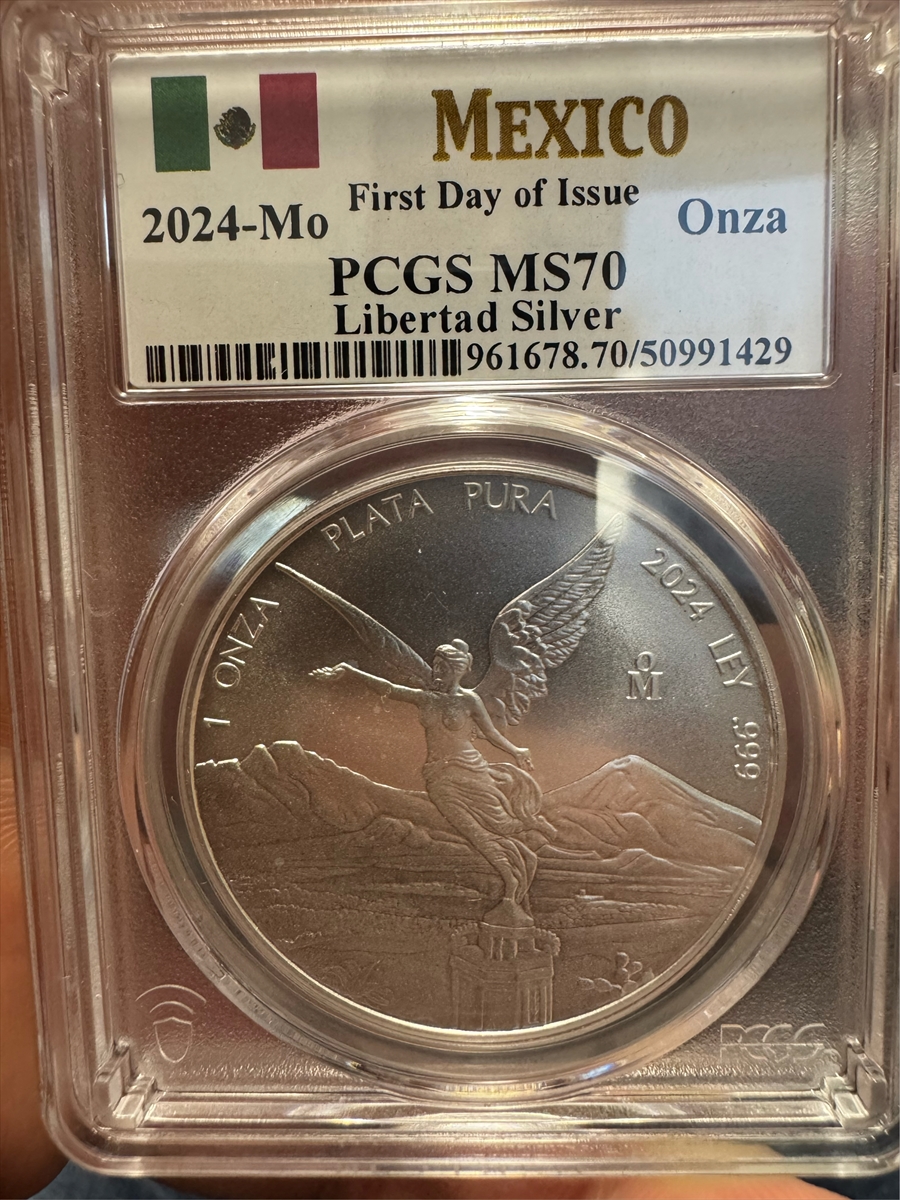 MEXICO
First Day of Issue
2024-Mo
Onza
PCGS MS70
Libertad Silver
961678.70/50991429
1 ONZA PLATA PURA 2024 LEY .999
oM
PCGS